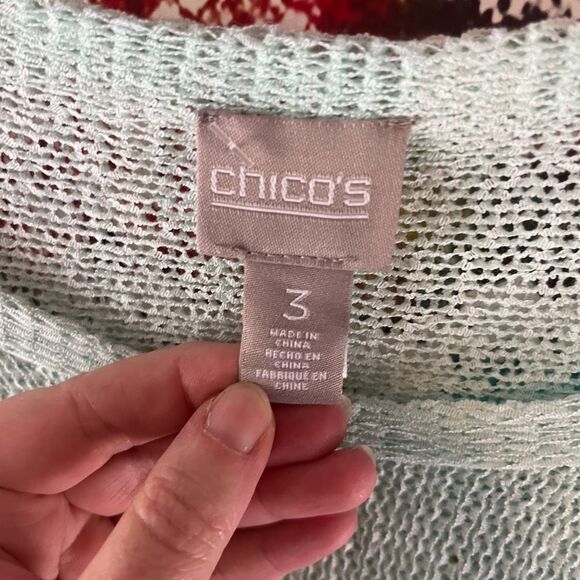 chico's
3
MADE IN
CHINA
HECHO EN
CHINA
FABRIQUÉ EN
CHINE